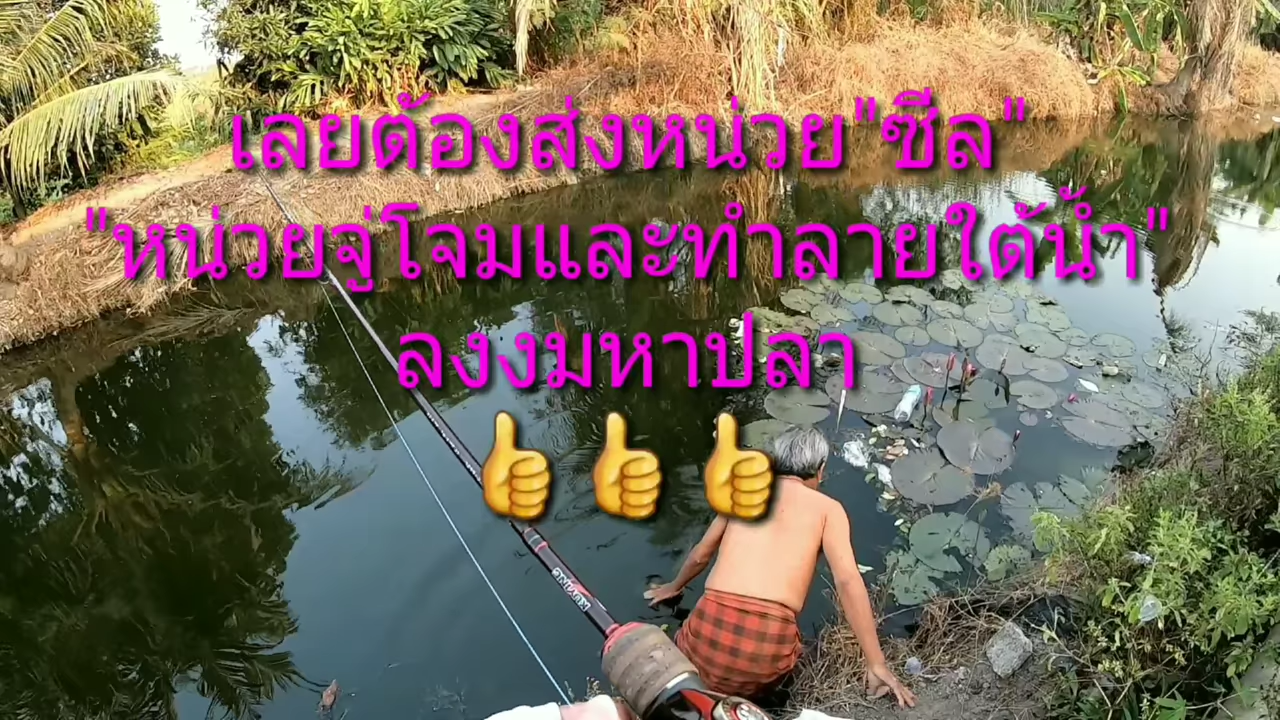 เลยต้องส่งหน่วย"ซีล"
"หน่วยจู่โจมและทำลายใต้น้ำ"
ลงงมหาปลา